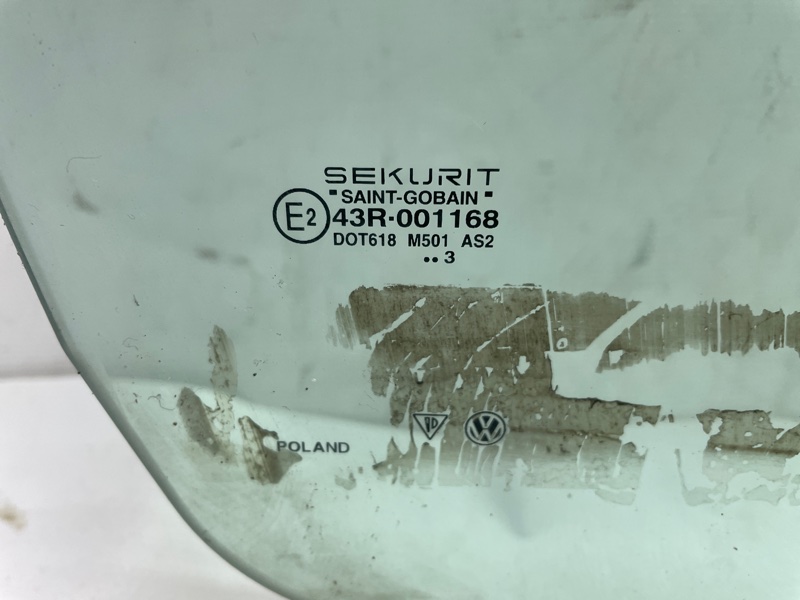 SEKURIT
"SAINT-GOBAIN"
E2 43R-001168
DOT618 M501 AS2
..3
POLAND